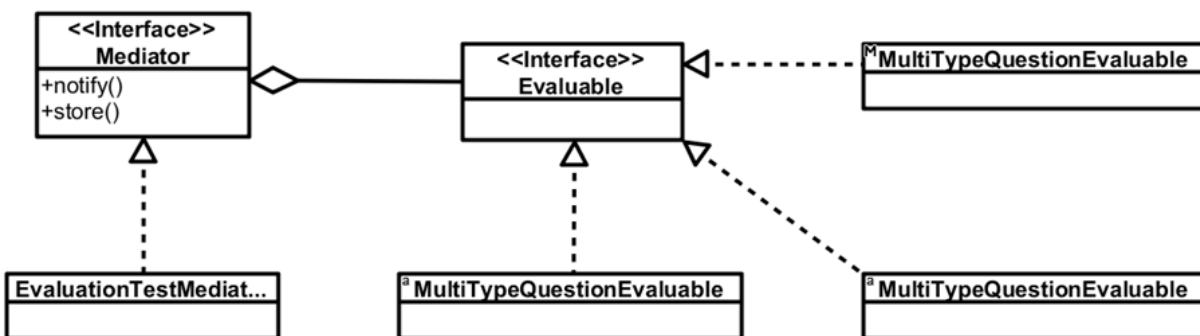 <<Interface>>
Mediator
+notify()
+store()
<<Interface>>
Evaluable
M MultiTypeQuestionEvaluable
EvaluationTestMediat...
a MultiTypeQuestionEvaluable
a MultiTypeQuestionEvaluable